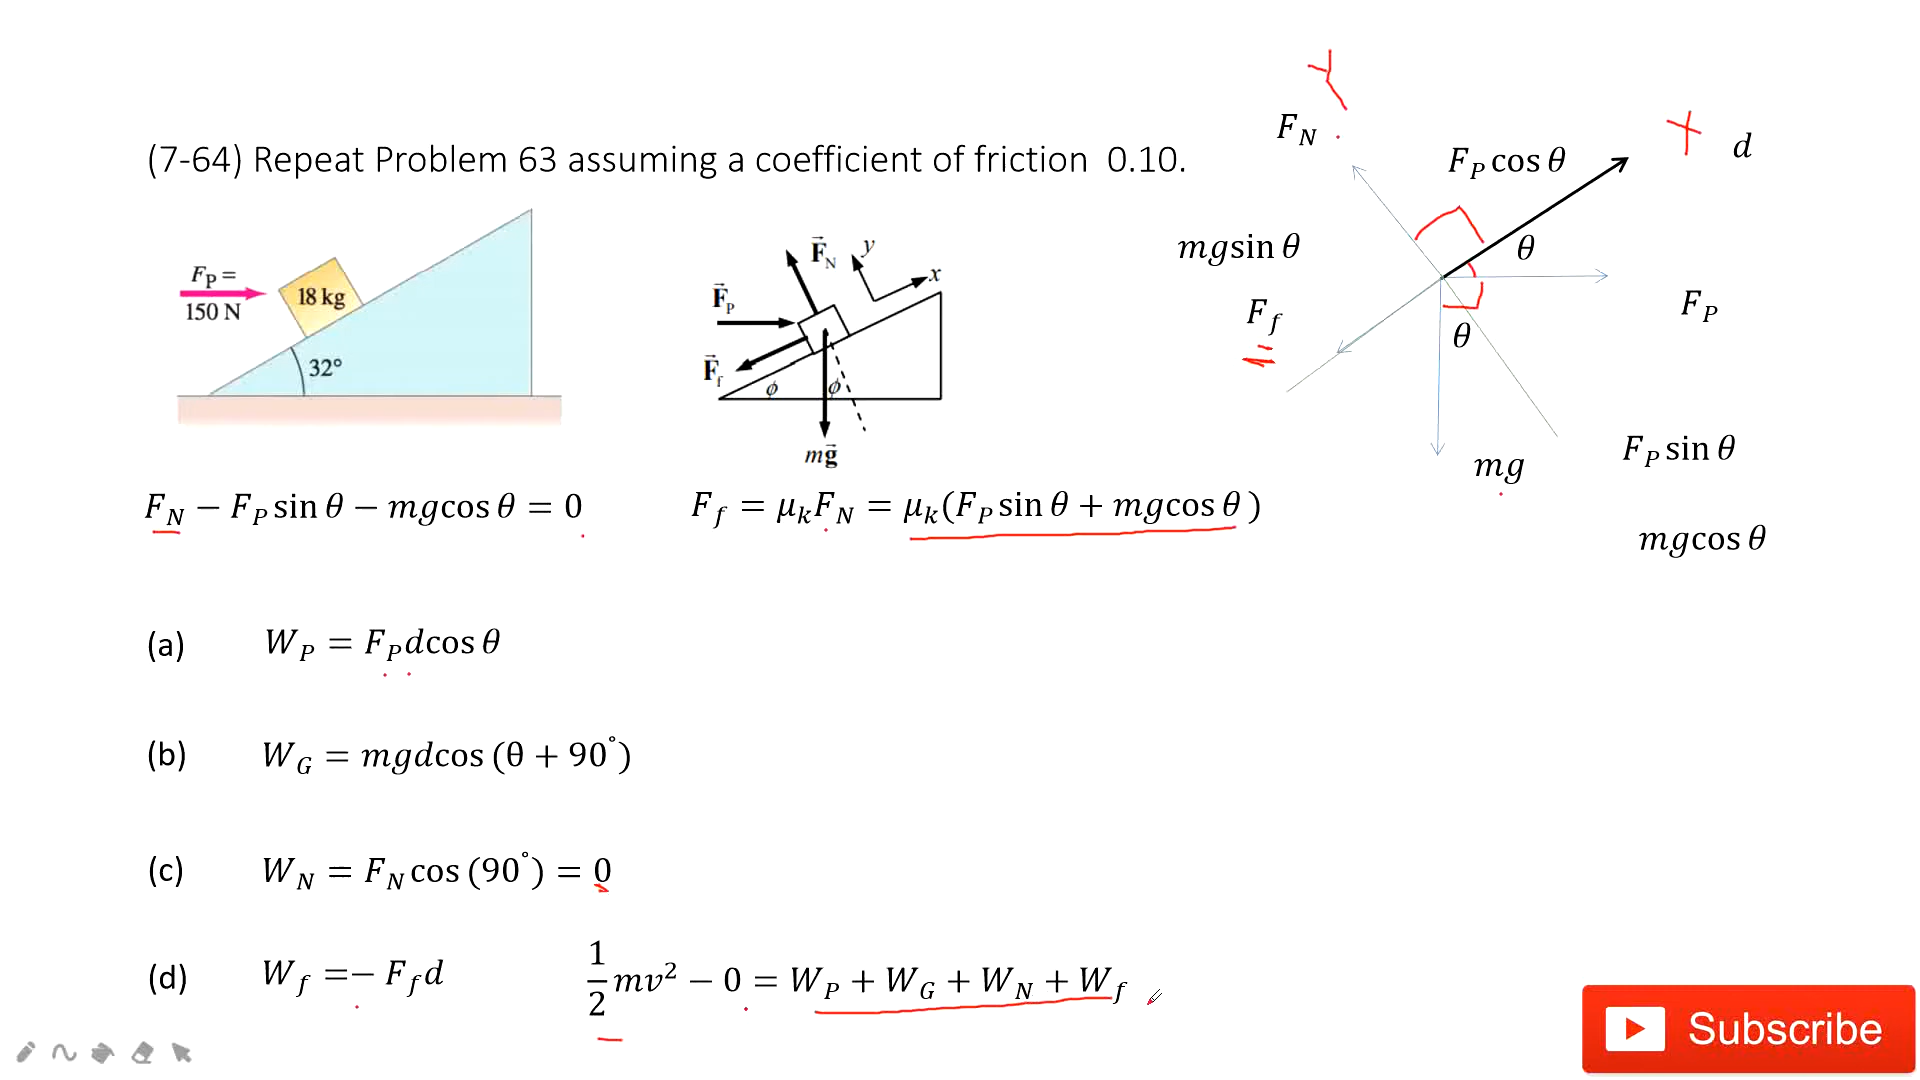 (7-64) Repeat Problem 63 assuming a coefficient of friction 0.10.
F_P =
150 N
18 kg
32°
F⃗_N
y
x
F⃗_P
F⃗_f
ϕ
ϕ
mg⃗
Y
F_N
F_P cos θ
+
d
mgsin θ
θ
F_f
F_P
θ
mg
F_P sin θ
mgcos θ
F_N − F_P sin θ − mgcos θ = 0
F_f = μ_k F_N = μ_k(F_P sin θ + mgcos θ )
(a) W_P = F_P dcos θ
(b) W_G = mgdcos (θ + 90°)
(c) W_N = F_N cos (90°) = 0
(d) W_f =− F_f d
1/2 mv² − 0 = W_P + W_G + W_N + W_f
Subscribe